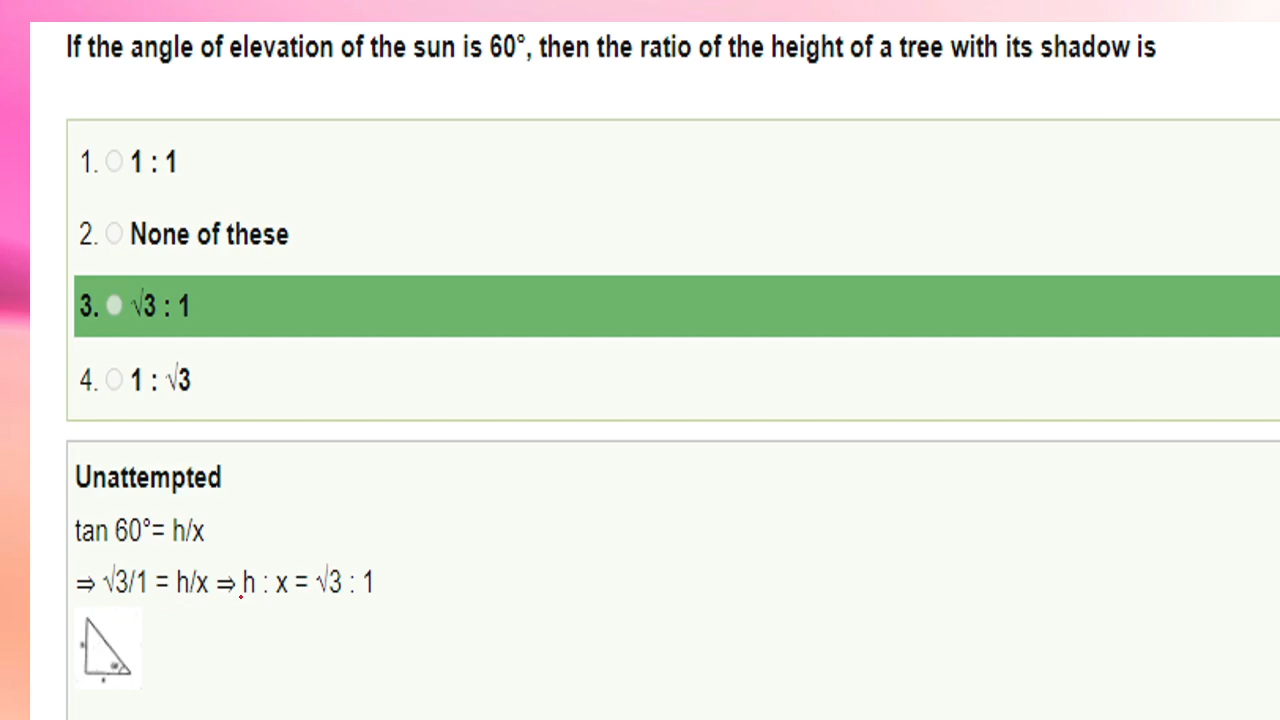 If the angle of elevation of the sun is 60°, then the ratio of the height of a tree with its shadow is
1. 1 : 1
2. None of these
3. √3 : 1
4. 1 : √3
Unattempted
tan 60°= h/x
⇒ √3/1 = h/x ⇒ h : x = √3 : 1